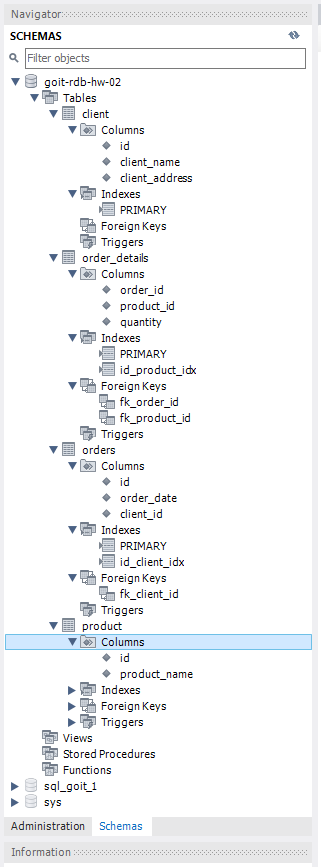 Navigator
SCHEMAS
Filter objects
goit-rdb-hw-02
Tables
client
Columns
id
client_name
client_address
Indexes
PRIMARY
Foreign Keys
Triggers
order_details
Columns
order_id
product_id
quantity
Indexes
PRIMARY
id_product_idx
Foreign Keys
fk_order_id
fk_product_id
Triggers
orders
Columns
id
order_date
client_id
Indexes
PRIMARY
id_client_idx
Foreign Keys
fk_client_id
Triggers
product
Columns
id
product_name
Indexes
Foreign Keys
Triggers
Views
Stored Procedures
Functions
sql_goit_1
sys
Administration Schemas
Information